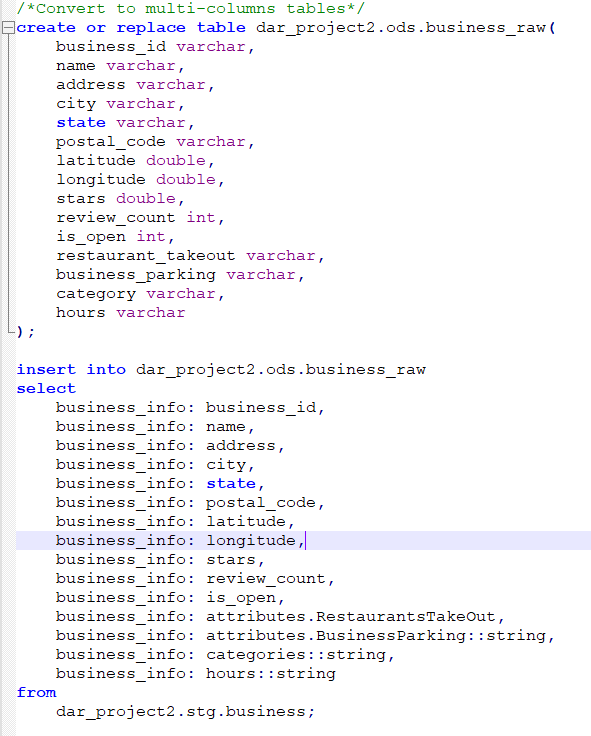 /*Convert to multi-columns tables*/
create or replace table dar_project2.ods.business_raw(
    business_id varchar,
    name varchar,
    address varchar,
    city varchar,
    state varchar,
    postal_code varchar,
    latitude double,
    longitude double,
    stars double,
    review_count int,
    is_open int,
    restaurant_takeout varchar,
    business_parking varchar,
    category varchar,
    hours varchar
);
insert into dar_project2.ods.business_raw
select
    business_info: business_id,
    business_info: name,
    business_info: address,
    business_info: city,
    business_info: state,
    business_info: postal_code,
    business_info: latitude,
    business_info: longitude,
    business_info: stars,
    business_info: review_count,
    business_info: is_open,
    business_info: attributes.RestaurantsTakeOut,
    business_info: attributes.BusinessParking::string,
    business_info: categories::string,
    business_info: hours::string
from
    dar_project2.stg.business;